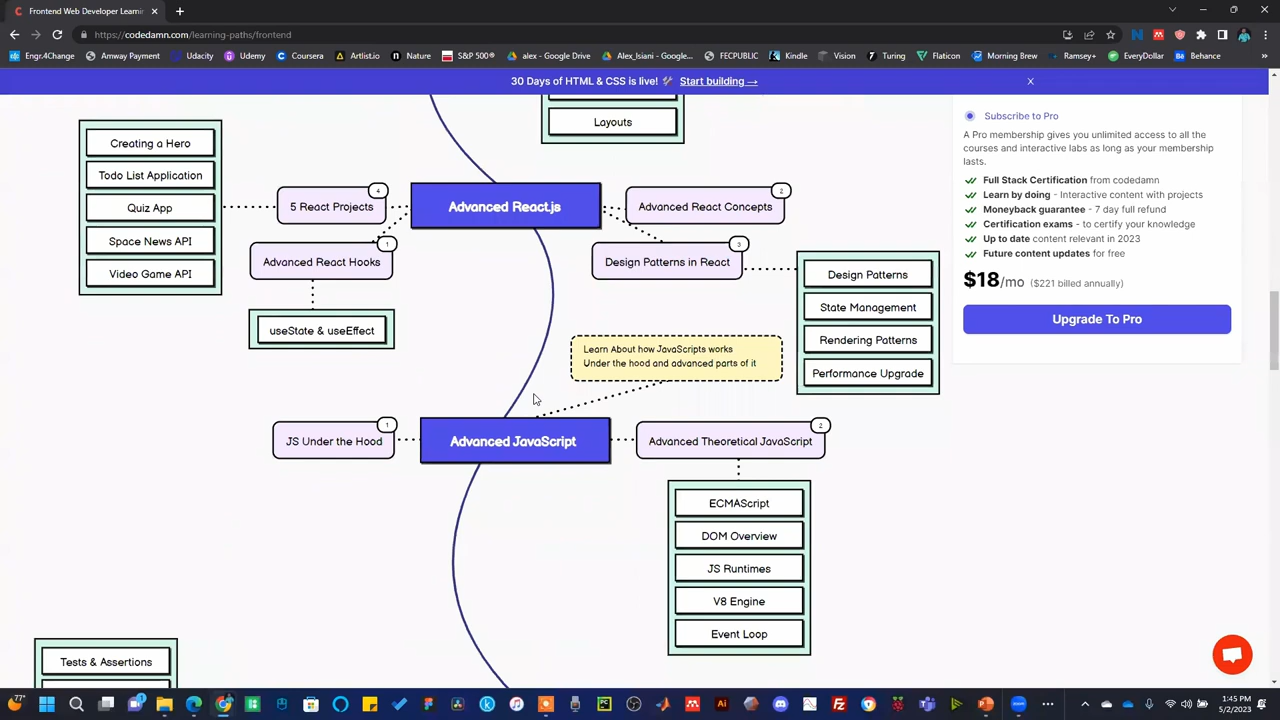 Frontend Web Developer Learni
https://codedamn.com/learning-paths/frontend
Engr.4Change
Amway Payment
Udacity
Udemy
Coursera
Artlist.io
Nature
S&P 500®
alex - Google Drive
Alex_Isiani - Google...
FECPUBLIC
Kindle
Vision
Turing
Flaticon
Morning Brew
Ramsey+
EveryDollar
Behance
30 Days of HTML & CSS is live! 🛠️ Start building →
X
Layouts
Creating a Hero
Todo List Application
Quiz App
Space News API
Video Game API
4
5 React Projects
Advanced React.js
2
Advanced React Concepts
1
Advanced React Hooks
3
Design Patterns in React
useState & useEffect
Design Patterns
State Management
Rendering Patterns
Performance Upgrade
Learn About how JavaScripts works
Under the hood and advanced parts of it
1
JS Under the Hood
Advanced JavaScript
2
Advanced Theoretical JavaScript
ECMAScript
DOM Overview
JS Runtimes
V8 Engine
Event Loop
Tests & Assertions
Subscribe to Pro
A Pro membership gives you unlimited access to all the
courses and interactive labs as long as your membership
lasts.
Full Stack Certification from codedamn
Learn by doing - Interactive content with projects
Moneyback guarantee - 7 day full refund
Certification exams - to certify your knowledge
Up to date content relevant in 2023
Future content updates for free
$18/mo ($221 billed annually)
Upgrade To Pro
77°
1:45 PM
5/2/2023